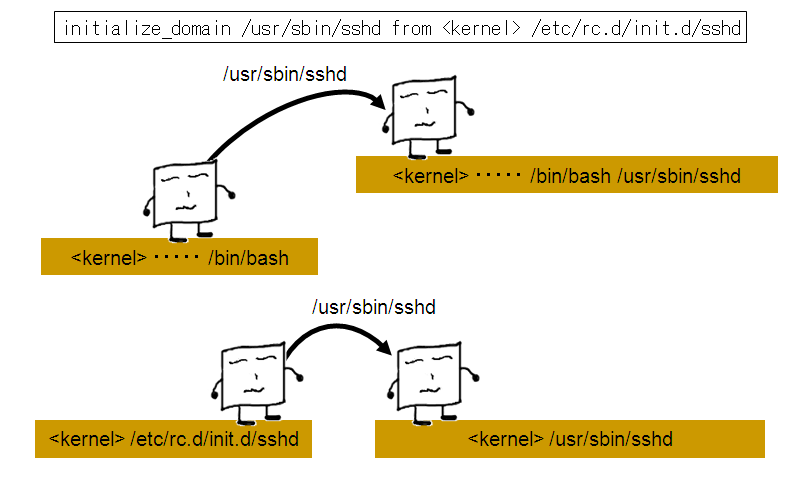 initialize_domain /usr/sbin/sshd from <kernel> /etc/rc.d/init.d/sshd
/usr/sbin/sshd
<kernel> ····· /bin/bash /usr/sbin/sshd
<kernel> ····· /bin/bash
/usr/sbin/sshd
<kernel> /etc/rc.d/init.d/sshd
<kernel> /usr/sbin/sshd